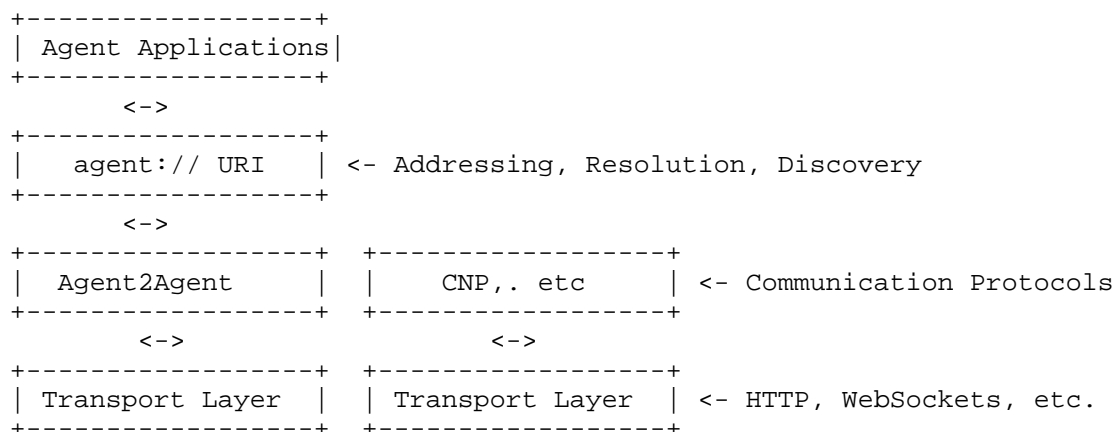 +------------------+
| Agent Applications|
+------------------+
<->
+------------------+
| agent:// URI | <- Addressing, Resolution, Discovery
+------------------+
<->
+------------------+ +------------------+
| Agent2Agent | | CNP,. etc | <- Communication Protocols
+------------------+ +------------------+
<-> <->
+------------------+ +------------------+
| Transport Layer | | Transport Layer | <- HTTP, WebSockets, etc.
+------------------+ +------------------+